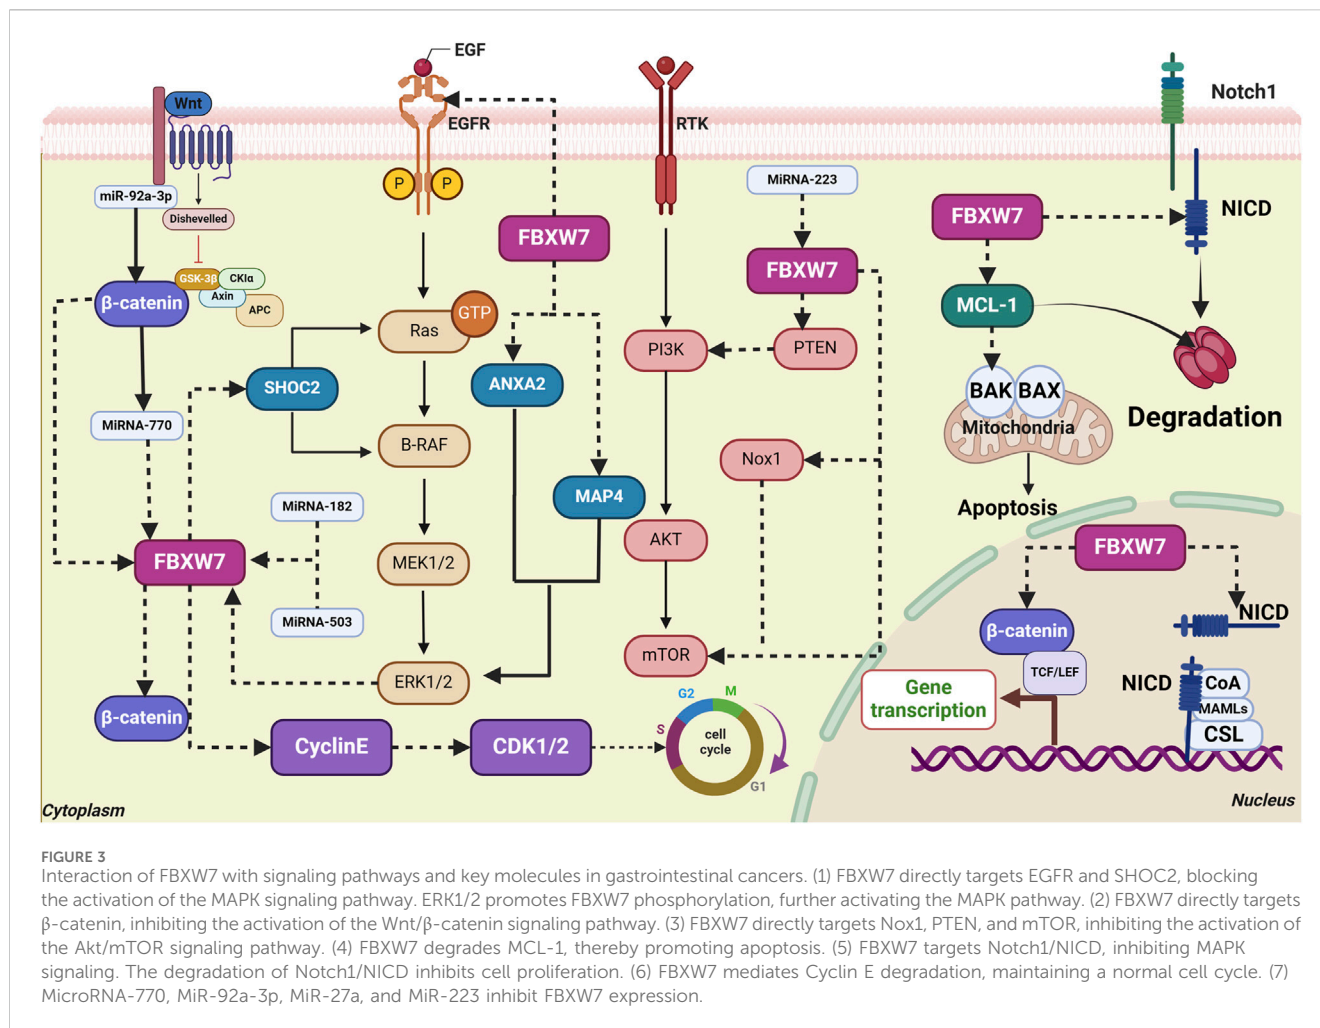 EGF
Wnt
EGFR
RTK
Notch1
miR-92a-3p
P
P
MiRNA-223
Dishevelled
FBXW7
FBXW7
NICD
FBXW7
GSK-3β
CKIα
Axin
APC
β-catenin
GTP
Ras
MCL-1
PI3K
PTEN
SHOC2
ANXA2
BAK
BAX
Mitochondria
Degradation
MiRNA-770
B-RAF
Nox1
MiRNA-182
MAP4
Apoptosis
FBXW7
MEK1/2
AKT
FBXW7
MiRNA-503
β-catenin
NICD
ERK1/2
mTOR
TCF/LEF
NICD
CoA
MAMLs
CSL
Gene
transcription
β-catenin
CyclinE
CDK1/2
G2
M
S
cell
cycle
G1
Cytoplasm
Nucleus
FIGURE 3
Interaction of FBXW7 with signaling pathways and key molecules in gastrointestinal cancers. (1) FBXW7 directly targets EGFR and SHOC2, blocking
the activation of the MAPK signaling pathway. ERK1/2 promotes FBXW7 phosphorylation, further activating the MAPK pathway. (2) FBXW7 directly targets
β-catenin, inhibiting the activation of the Wnt/β-catenin signaling pathway. (3) FBXW7 directly targets Nox1, PTEN, and mTOR, inhibiting the activation of
the Akt/mTOR signaling pathway. (4) FBXW7 degrades MCL-1, thereby promoting apoptosis. (5) FBXW7 targets Notch1/NICD, inhibiting MAPK
signaling. The degradation of Notch1/NICD inhibits cell proliferation. (6) FBXW7 mediates Cyclin E degradation, maintaining a normal cell cycle. (7)
MicroRNA-770, MiR-92a-3p, MiR-27a, and MiR-223 inhibit FBXW7 expression.